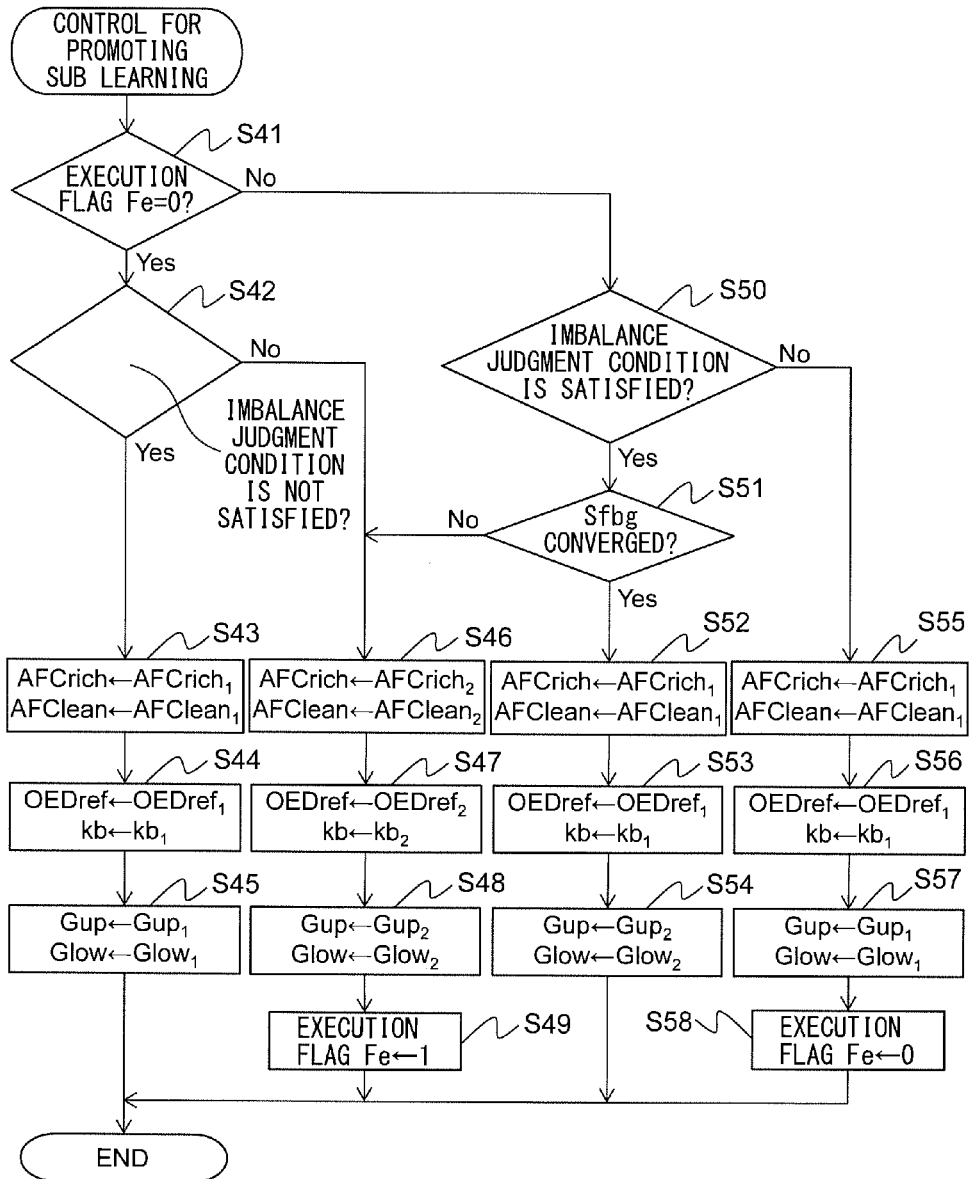 CONTROL FOR
PROMOTING
SUB LEARNING
S41
EXECUTION
FLAG Fe=0?
No
Yes
S42
No
IMBALANCE
JUDGMENT
CONDITION
IS NOT
SATISFIED?
Yes
S50
IMBALANCE
JUDGMENT CONDITION
IS SATISFIED?
No
Yes
S51
Sfbg
CONVERGED?
No
Yes
S43
AFCrich←AFCrich₁
AFClean←AFClean₁
S44
OEDref←OEDref₁
kb←kb₁
S45
Gup←Gup₁
Glow←Glow₁
S46
AFCrich←AFCrich₂
AFClean←AFClean₂
S47
OEDref←OEDref₂
kb←kb₂
S48
Gup←Gup₂
Glow←Glow₂
S49
EXECUTION
FLAG Fe←1
S52
AFCrich←AFCrich₁
AFClean←AFClean₁
S53
OEDref←OEDref₁
kb←kb₁
S54
Gup←Gup₂
Glow←Glow₂
S55
AFCrich←AFCrich₁
AFClean←AFClean₁
S56
OEDref←OEDref₁
kb←kb₁
S57
Gup←Gup₁
Glow←Glow₁
S58
EXECUTION
FLAG Fe←0
END